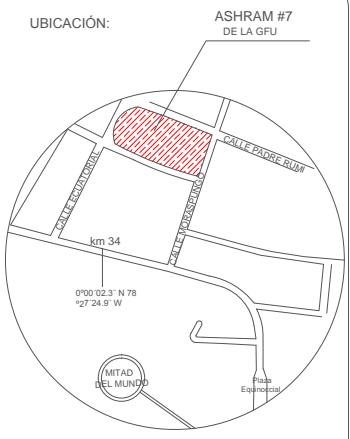 UBICACIÓN:
ASHRAM #7
DE LA GFU
CALLE PADRE RUMI
CALLE ECUATORIAL
CALLE MORASPUNGO
km 34
0°00´02.3¨ N 78
°27´24.9¨ W
MITAD
DEL MUNDO
Plaza
Equinoccial